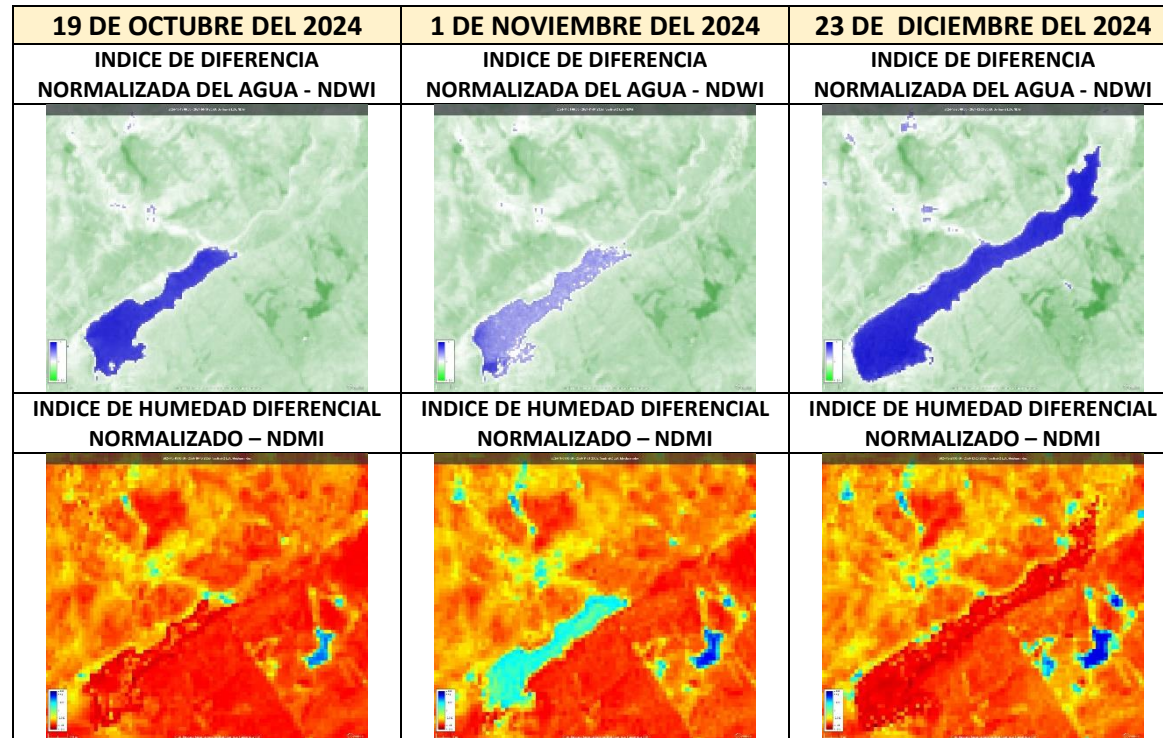 19 DE OCTUBRE DEL 2024
1 DE NOVIEMBRE DEL 2024
23 DE DICIEMBRE DEL 2024
INDICE DE DIFERENCIA
NORMALIZADA DEL AGUA - NDWI
INDICE DE DIFERENCIA
NORMALIZADA DEL AGUA - NDWI
INDICE DE DIFERENCIA
NORMALIZADA DEL AGUA - NDWI
INDICE DE HUMEDAD DIFERENCIAL
NORMALIZADO – NDMI
INDICE DE HUMEDAD DIFERENCIAL
NORMALIZADO – NDMI
INDICE DE HUMEDAD DIFERENCIAL
NORMALIZADO – NDMI